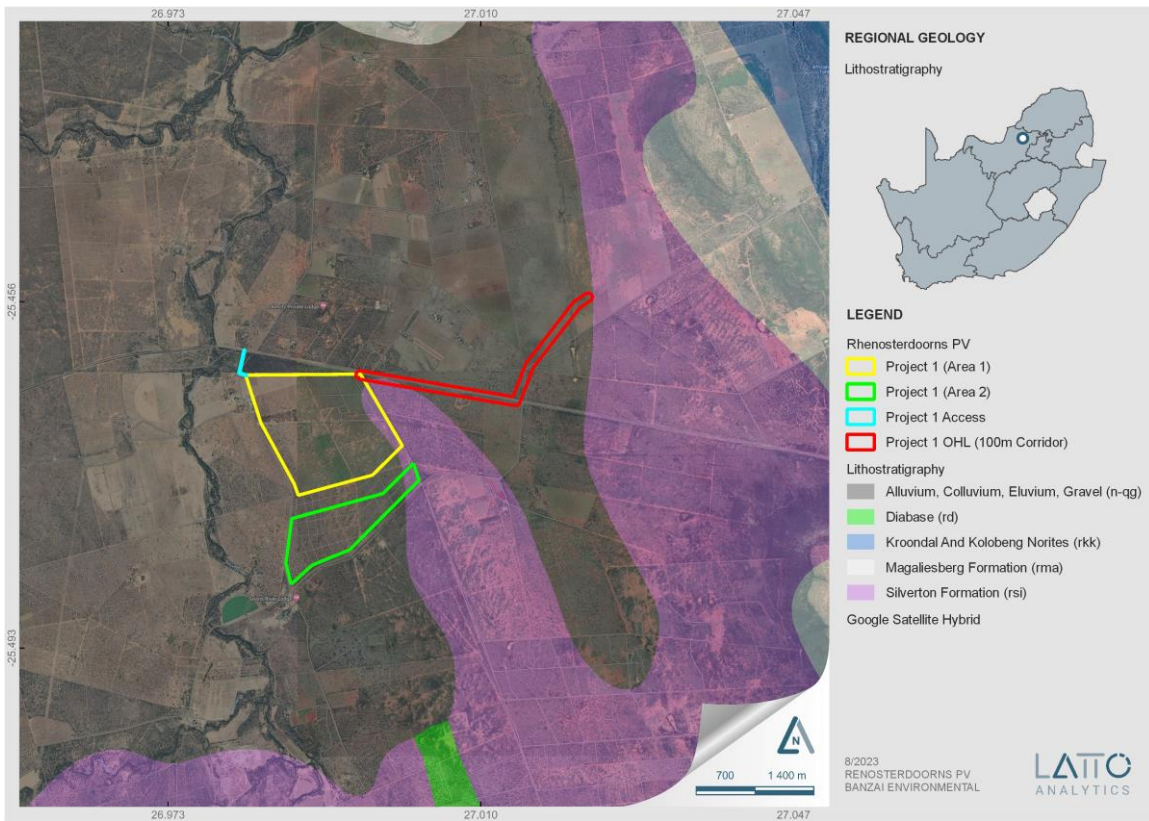 26.973
27.010
27.047
-25.456
-25.493
REGIONAL GEOLOGY
Lithostratigraphy
LEGEND
Rhenosterdoorns PV
Project 1 (Area 1)
Project 1 (Area 2)
Project 1 Access
Project 1 OHL (100m Corridor)
Lithostratigraphy
Alluvium, Colluvium, Eluvium, Gravel (n-qg)
Diabase (rd)
Kroondal And Kolobeng Norites (rkk)
Magaliesberg Formation (rma)
Silverton Formation (rsi)
Google Satellite Hybrid
N
700
1 400 m
8/2023
RENOSTERDOORNS PV
BANZAI ENVIRONMENTAL
LATTO
ANALYTICS
26.973
27.010
27.047